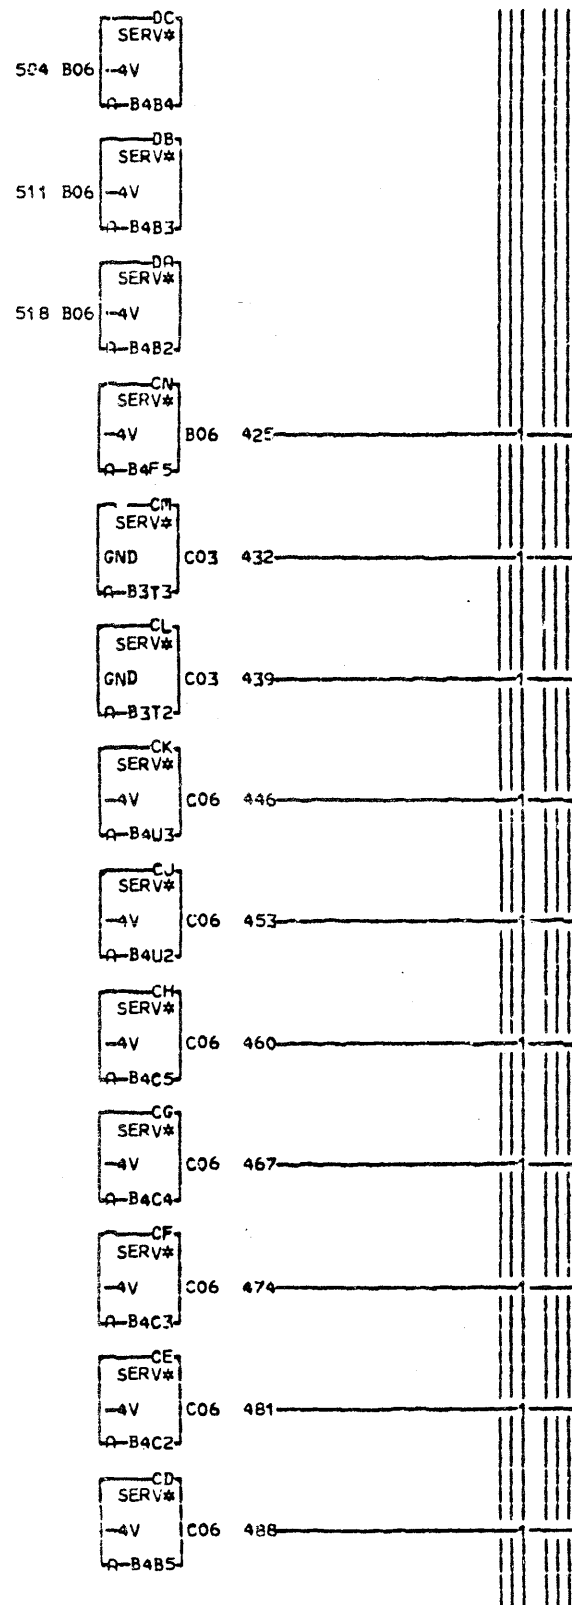 DC
SERV*
504 B06 -4V
A-B4B4
DB
SERV*
511 B06 -4V
A-B4B3
DA
SERV*
518 B06 -4V
A-B4B2
CN
SERV*
-4V B06 425
A-B4F5
CM
SERV*
GND C03 432
A-B3T3
CL
SERV*
GND C03 439
A-B3T2
CK
SERV*
-4V C06 446
A-B4U3
CJ
SERV*
-4V C06 453
A-B4U2
CH
SERV*
-4V C06 460
A-B4C5
CG
SERV*
-4V C06 467
A-B4C4
CF
SERV*
-4V C06 474
A-B4C3
CE
SERV*
-4V C06 481
A-B4C2
CD
SERV*
-4V C06 488
A-B4B5